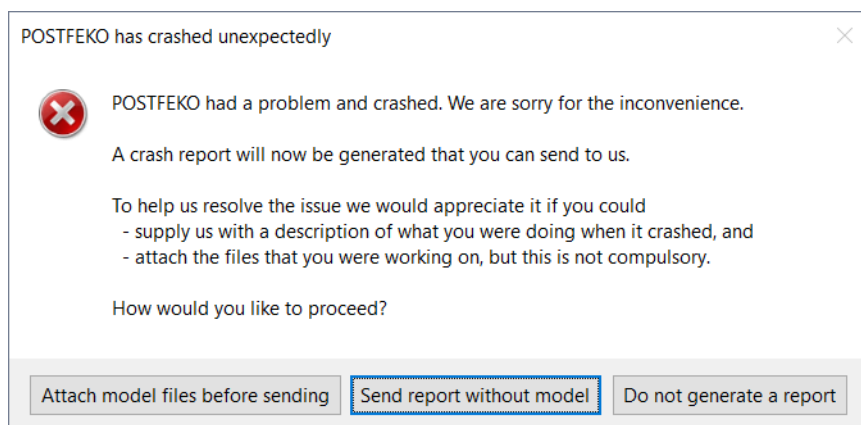 POSTFEKO has crashed unexpectedly
POSTFEKO had a problem and crashed. We are sorry for the inconvenience.
A crash report will now be generated that you can send to us.
To help us resolve the issue we would appreciate it if you could
- supply us with a description of what you were doing when it crashed, and
- attach the files that you were working on, but this is not compulsory.
How would you like to proceed?
Attach model files before sending
Send report without model
Do not generate a report